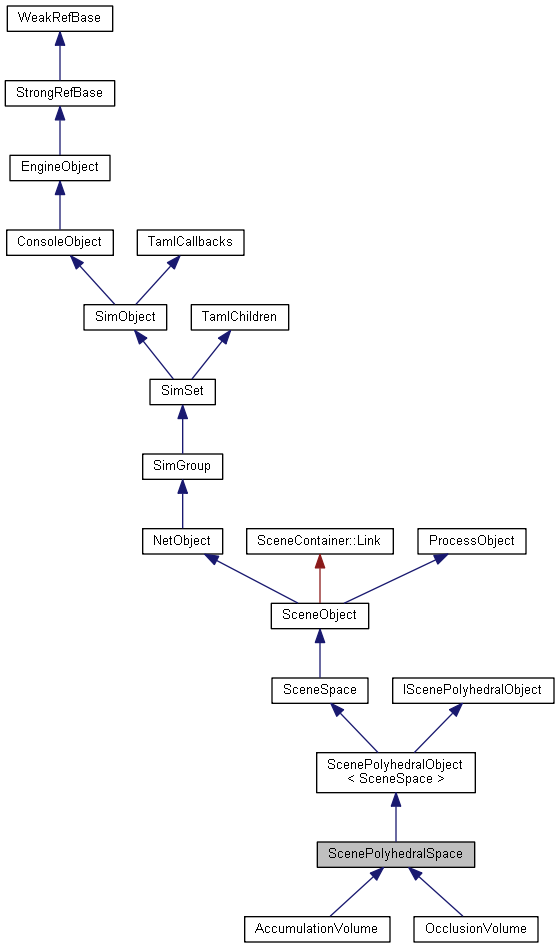 WeakRefBase
StrongRefBase
EngineObject
ConsoleObject
TamlCallbacks
SimObject
TamlChildren
SimSet
SimGroup
NetObject
SceneContainer::Link
ProcessObject
SceneObject
SceneSpace
IScenePolyhedralObject
ScenePolyhedralObject
< SceneSpace >
ScenePolyhedralSpace
AccumulationVolume
OcclusionVolume